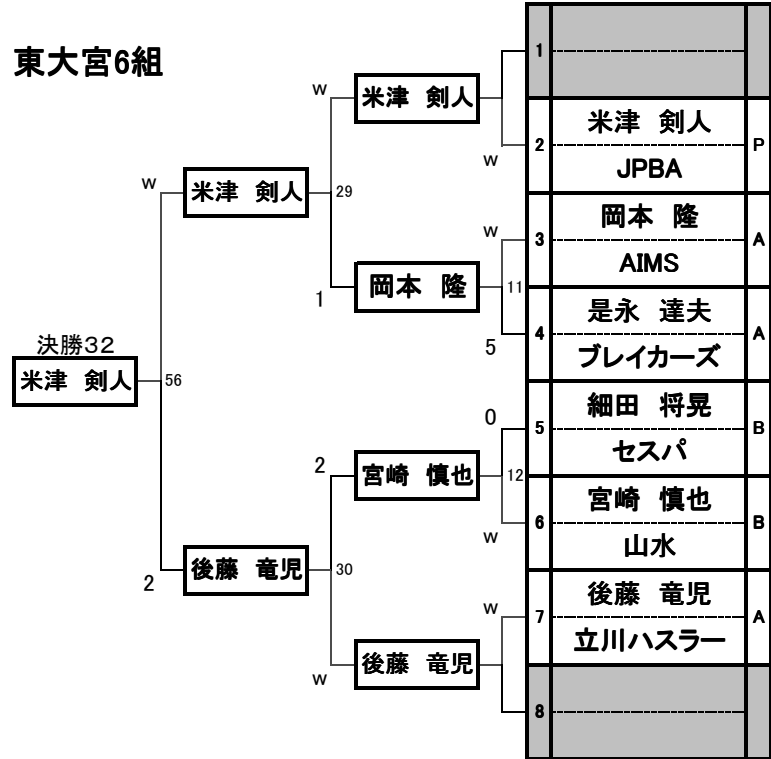 東大宮6組
1
w
米津 剣人
米津 剣人
2
P
w
JPBA
w
米津 剣人
29
w
岡本 隆
3
A
AIMS
岡本 隆
11
1
是永 達夫
4
A
5
ブレイカーズ
決勝32
米津 剣人
56
細田 将晃
0
5
B
セスパ
2
宮崎 慎也
12
宮崎 慎也
6
B
w
山水
後藤 竜児
30
2
後藤 竜児
w
7
A
立川ハスラー
後藤 竜児
w
8